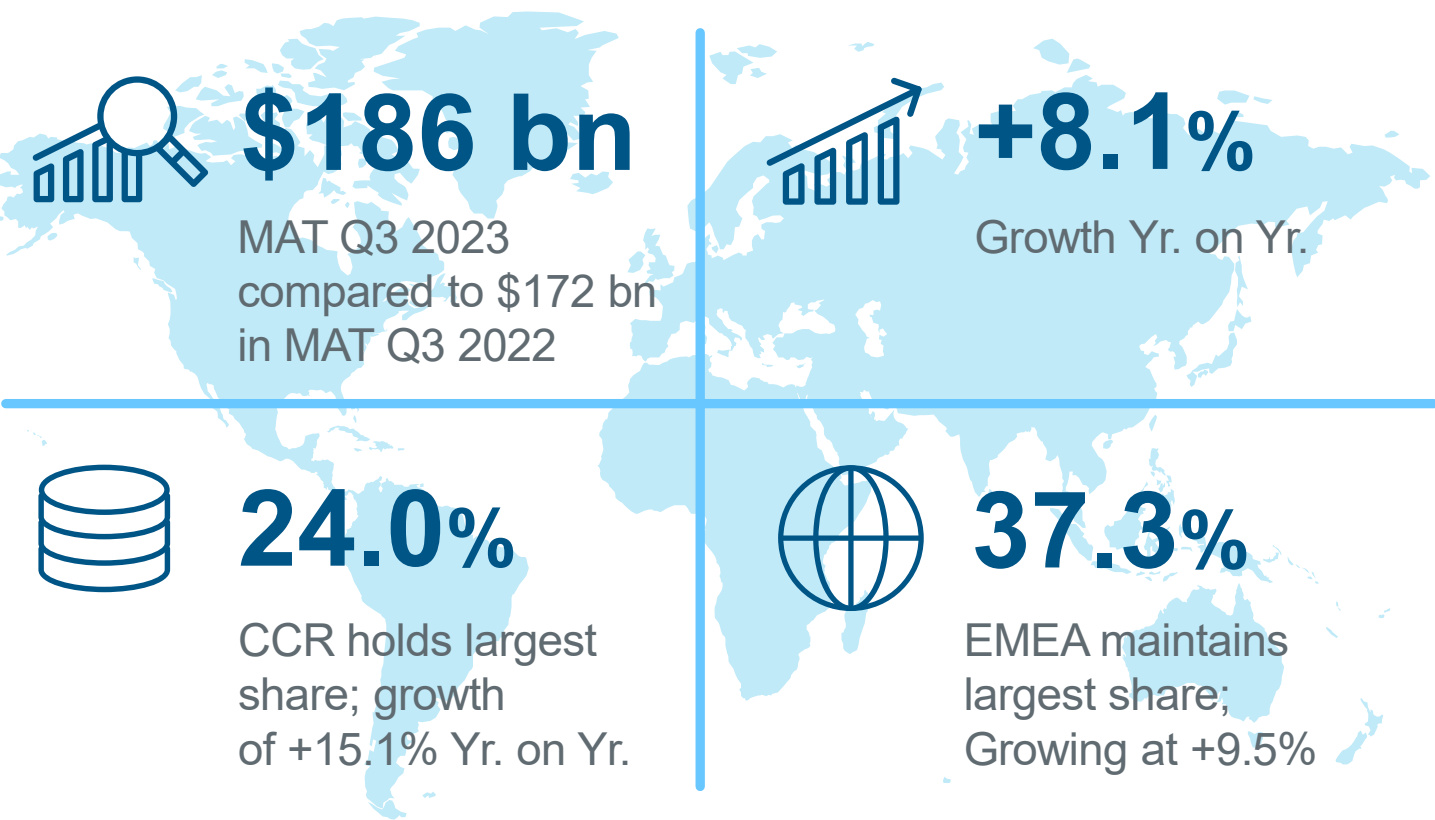 $186 bn
MAT Q3 2023
compared to $172 bn
in MAT Q3 2022
+8.1%
Growth Yr. on Yr.
24.0%
CCR holds largest
share; growth
of +15.1% Yr. on Yr.
37.3%
EMEA maintains
largest share;
Growing at +9.5%